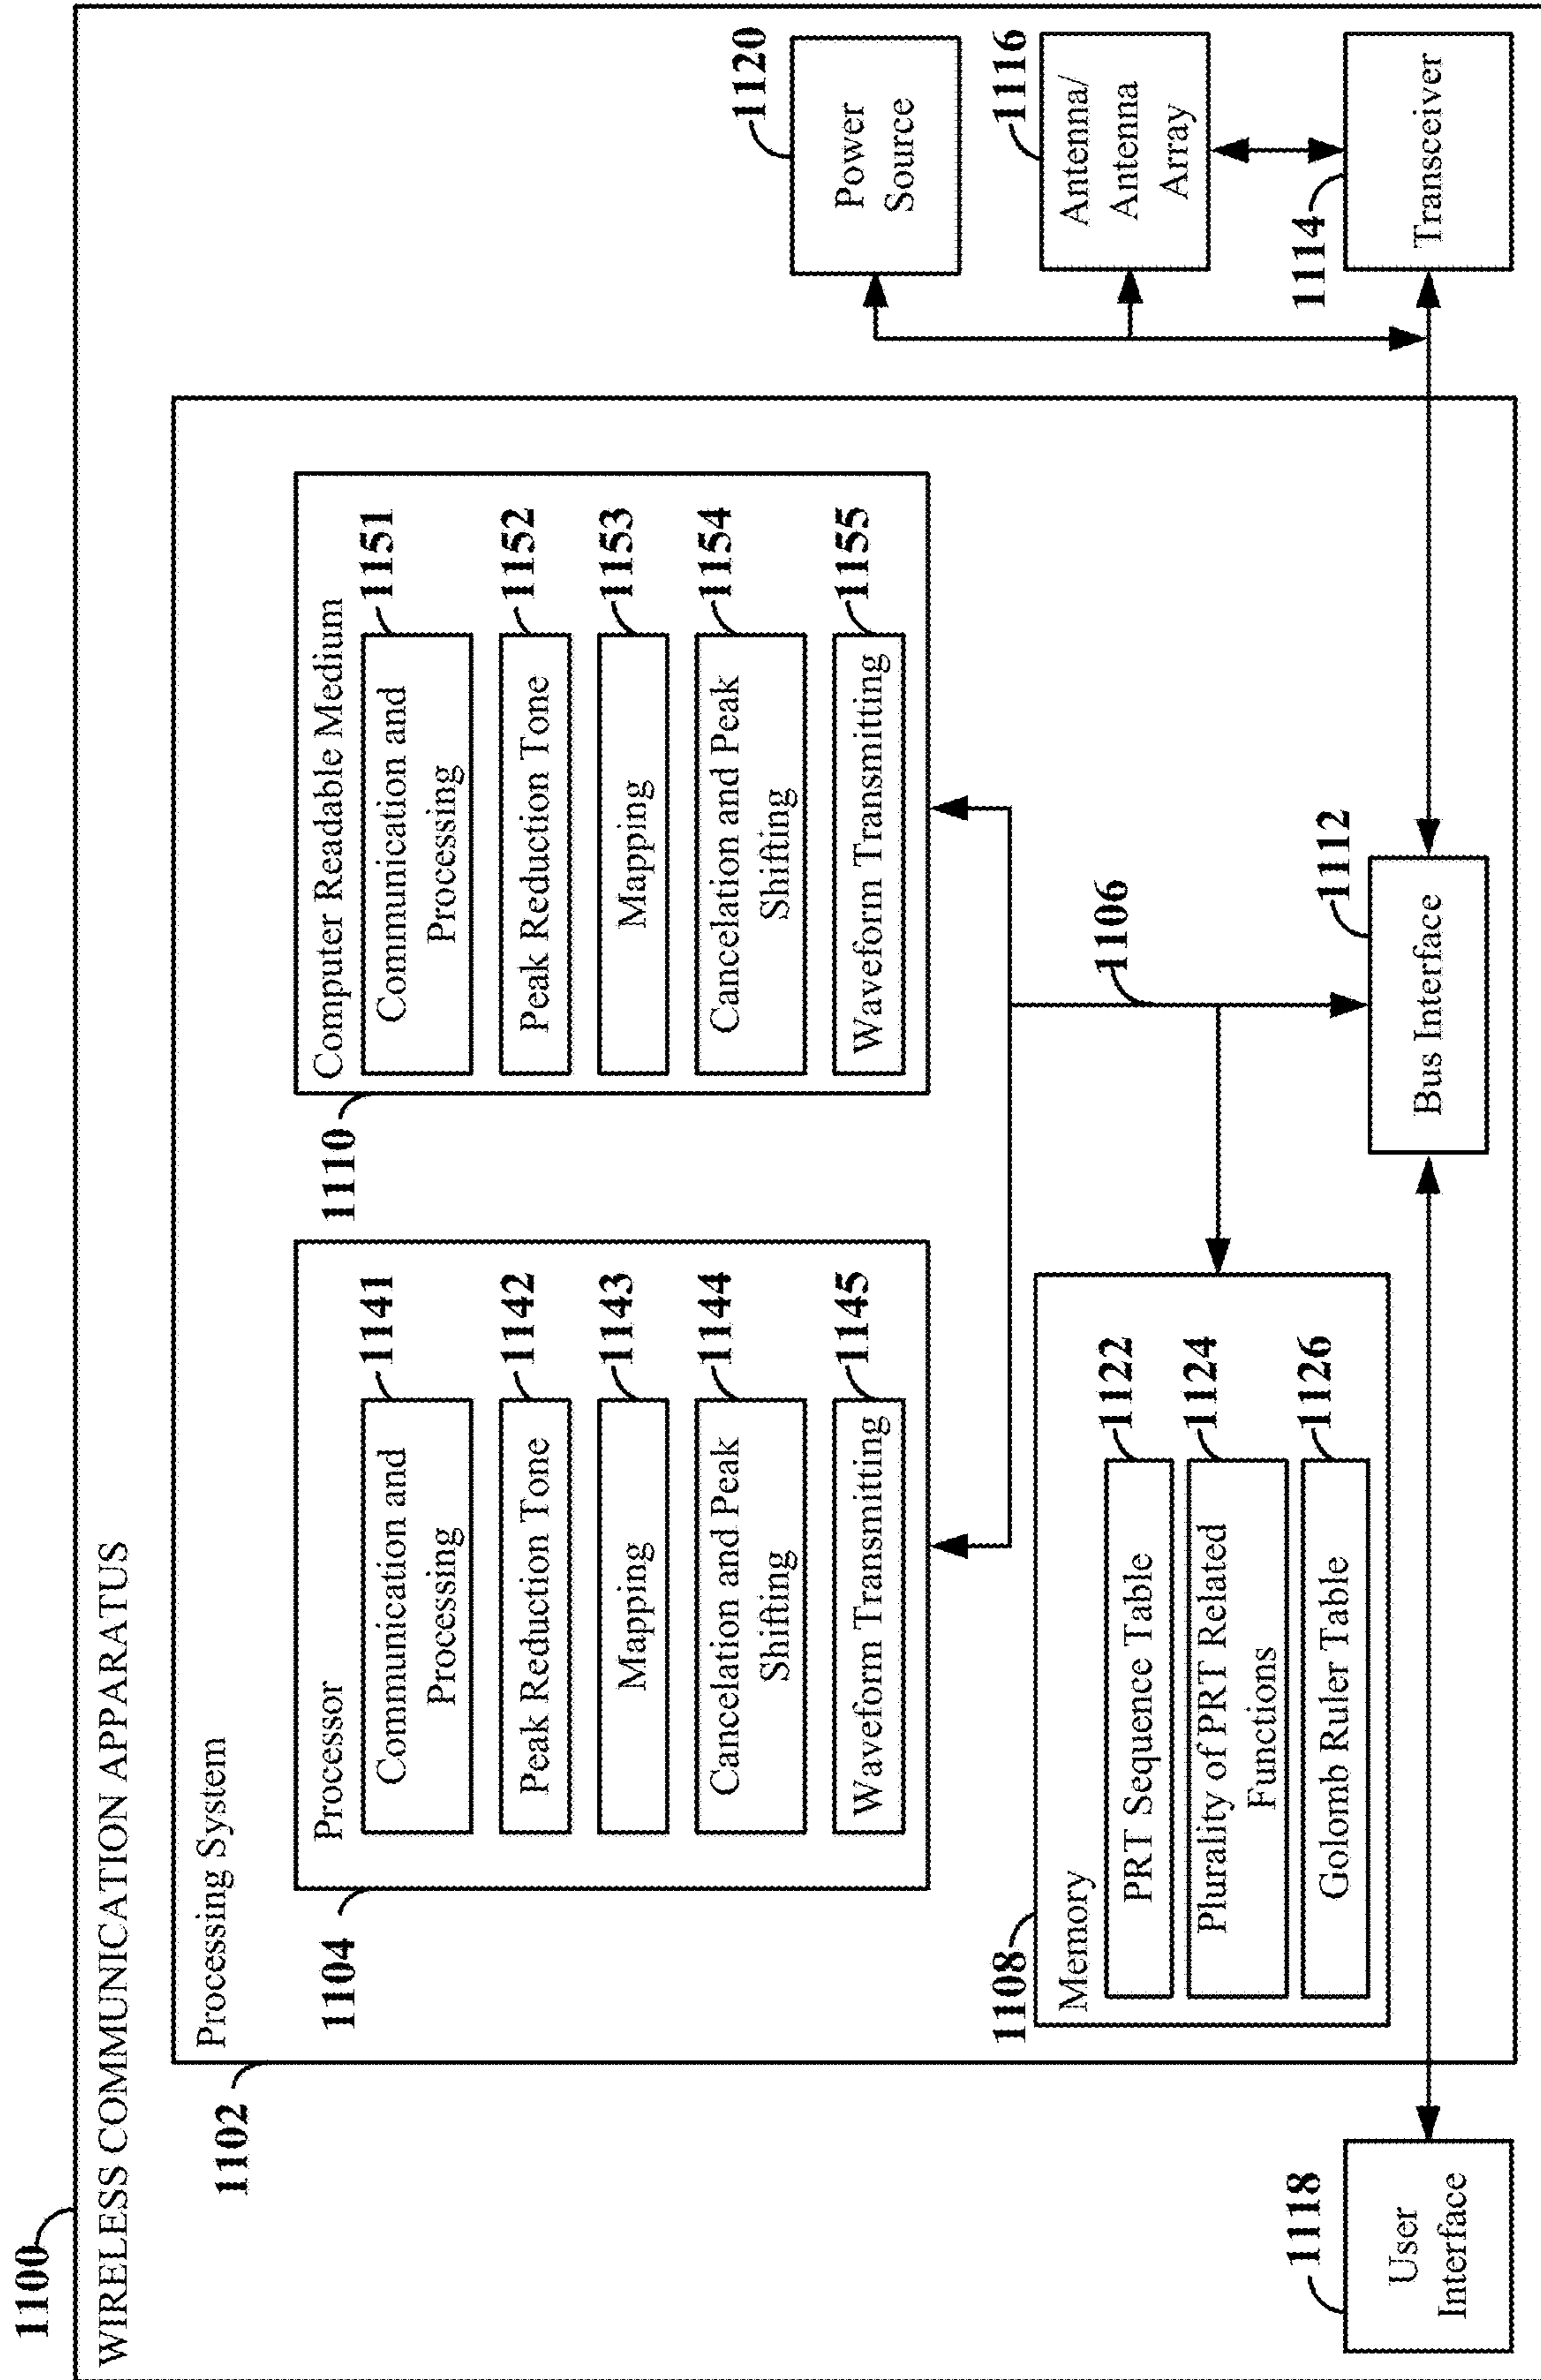 1100
WIRELESS COMMUNICATION APPARATUS
1102
Processing System
1104
Processor
Communication and
Processing
1141
Peak Reduction Tone
1142
Mapping
1143
Cancelation and Peak
Shifting
1144
Waveform Transmitting
1145
1110
Computer Readable Medium
Communication and
Processing
1151
Peak Reduction Tone
1152
Mapping
1153
Cancelation and Peak
Shifting
1154
Waveform Transmitting
1155
1108
Memory
PRT Sequence Table
1122
Plurality of PRT Related
Functions
1124
Golomb Ruler Table
1126
1106
1112
Bus Interface
1118
User
Interface
1120
Power
Source
1116
Antenna/
Antenna
Array
1114
Transceiver